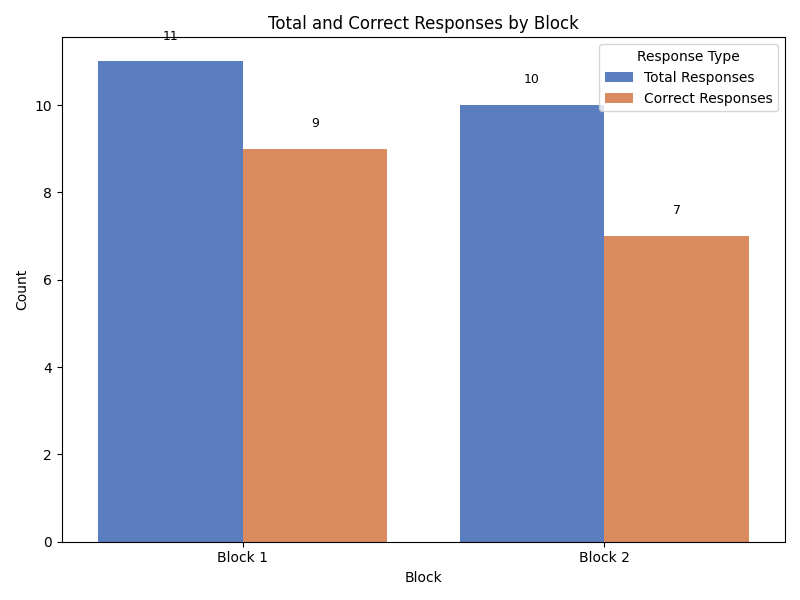 Total and Correct Responses by Block
11
9
10
7
Response Type
Total Responses
Correct Responses
Count
10
8
6
4
2
0
Block 1
Block 2
Block